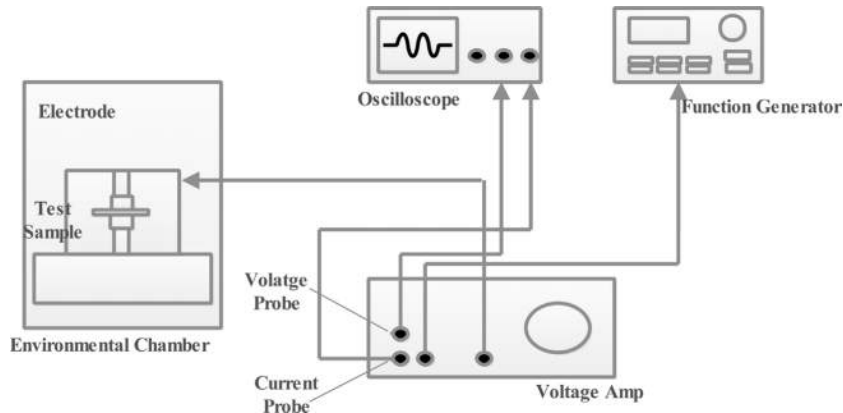 Oscilloscope
Function Generator
Electrode
Test
Sample
Environmental Chamber
Volatge
Probe
Current
Probe
Voltage Amp